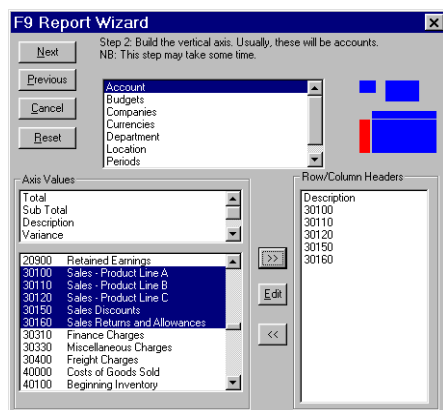 F9 Report Wizard
Step 2: Build the vertical axis. Usually, these will be accounts.
NB: This step may take some time.
Next
Previous
Cancel
Reset
Account
Budgets
Companies
Currencies
Department
Location
Periods
Axis Values
Total
Sub Total
Description
Variance
20900 Retained Earnings
30100 Sales - Product Line A
30110 Sales - Product Line B
30120 Sales - Product Line C
30150 Sales Discounts
30160 Sales Returns and Allowances
30310 Finance Charges
30330 Miscellaneous Charges
30400 Freight Charges
40000 Costs of Goods Sold
40100 Beginning Inventory
>>
Edit
<<
Row/Column Headers
Description
30100
30110
30120
30150
30160